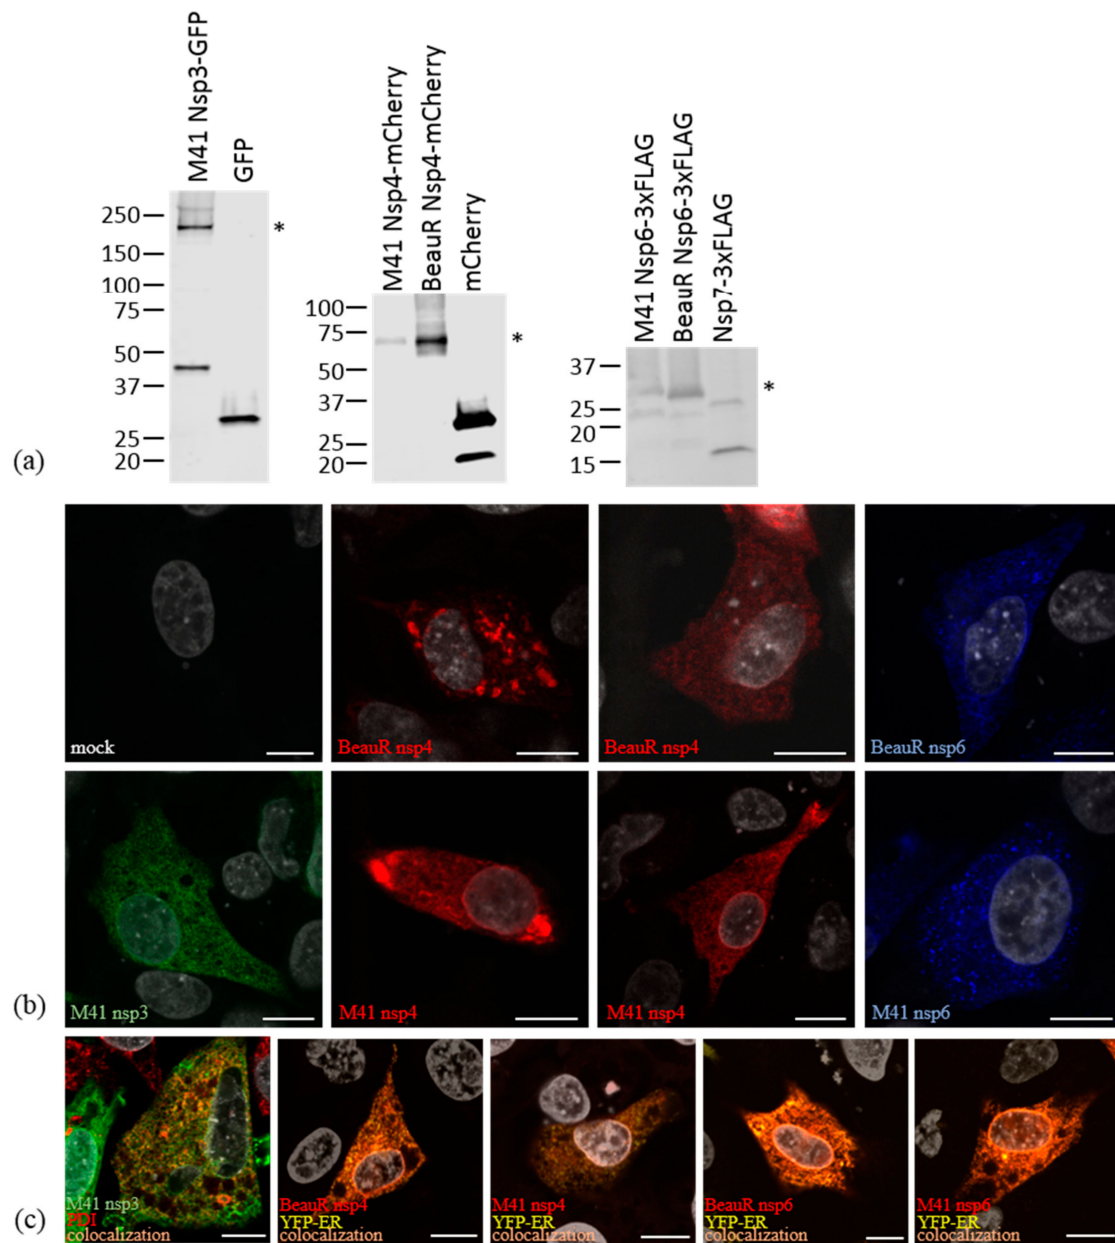 M41 Nsp3-GFP
GFP
250
150
100
75
50
37
25
20
*
M41 Nsp4-mCherry
BeauR Nsp4-mCherry
mCherry
100
75
50
37
25
20
*
M41 Nsp6-3xFLAG
BeauR Nsp6-3xFLAG
Nsp7-3xFLAG
37
25
20
15
*
(a)
mock
BeauR nsp4
BeauR nsp4
BeauR nsp6
(b)
M41 nsp3
M41 nsp4
M41 nsp4
M41 nsp6
(c)
M41 nsp3
PDI
colocalization
BeauR nsp4
YFP-ER
colocalization
M41 nsp4
YFP-ER
colocalization
BeauR nsp6
YFP-ER
colocalization
M41 nsp6
YFP-ER
colocalization